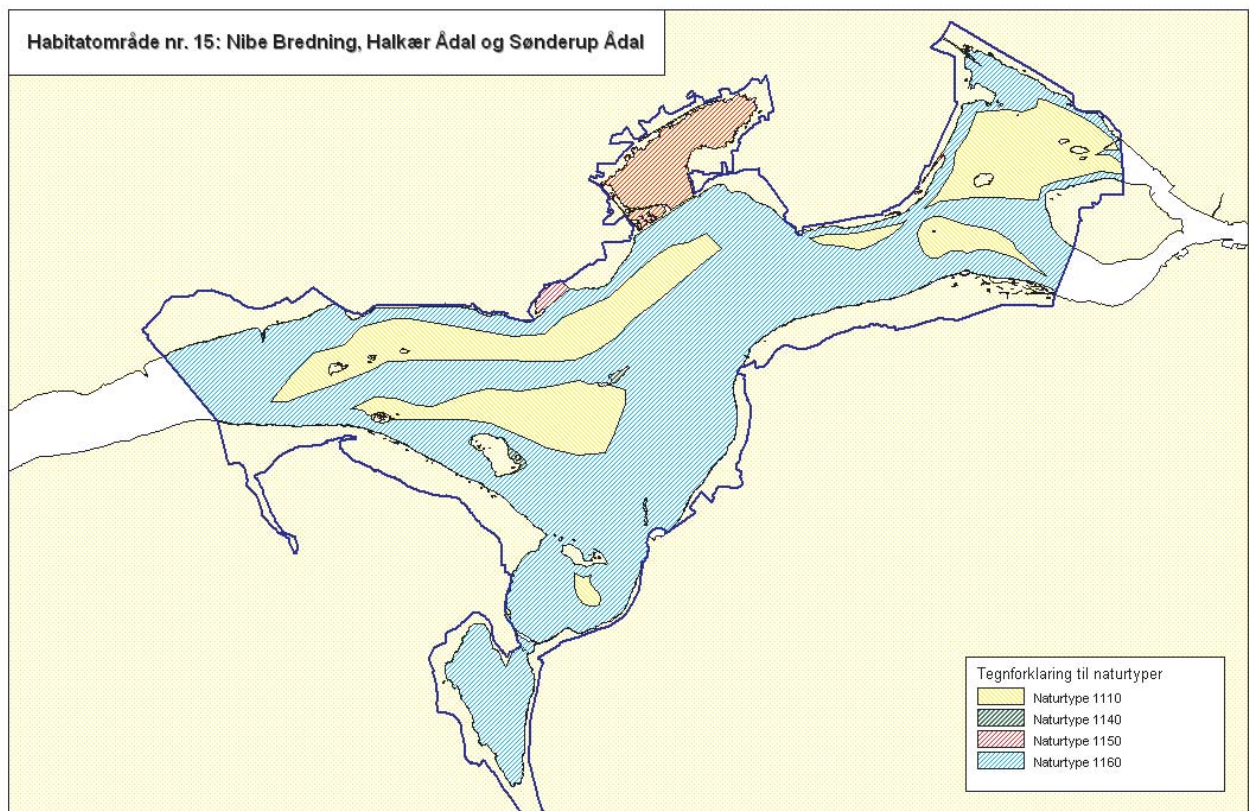 Habitatområde nr. 15: Nibe Bredning, Halkær Ådal og Sønderup Ådal
Tegnforklaring til naturtyper
Naturtype 1110
Naturtype 1140
Naturtype 1150
Naturtype 1160